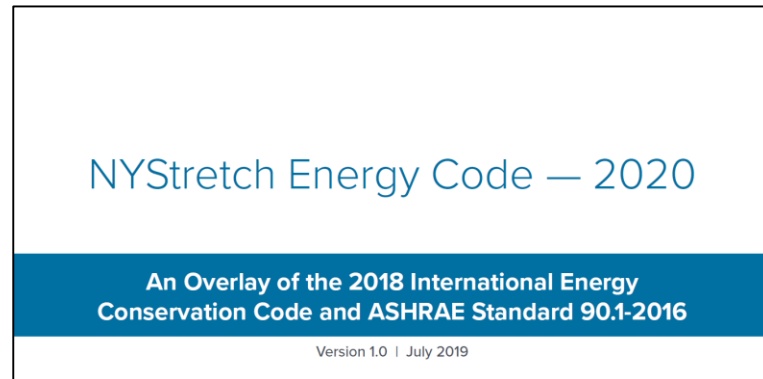 NYStretch Energy Code — 2020
An Overlay of the 2018 International Energy
Conservation Code and ASHRAE Standard 90.1-2016
Version 1.0 | July 2019